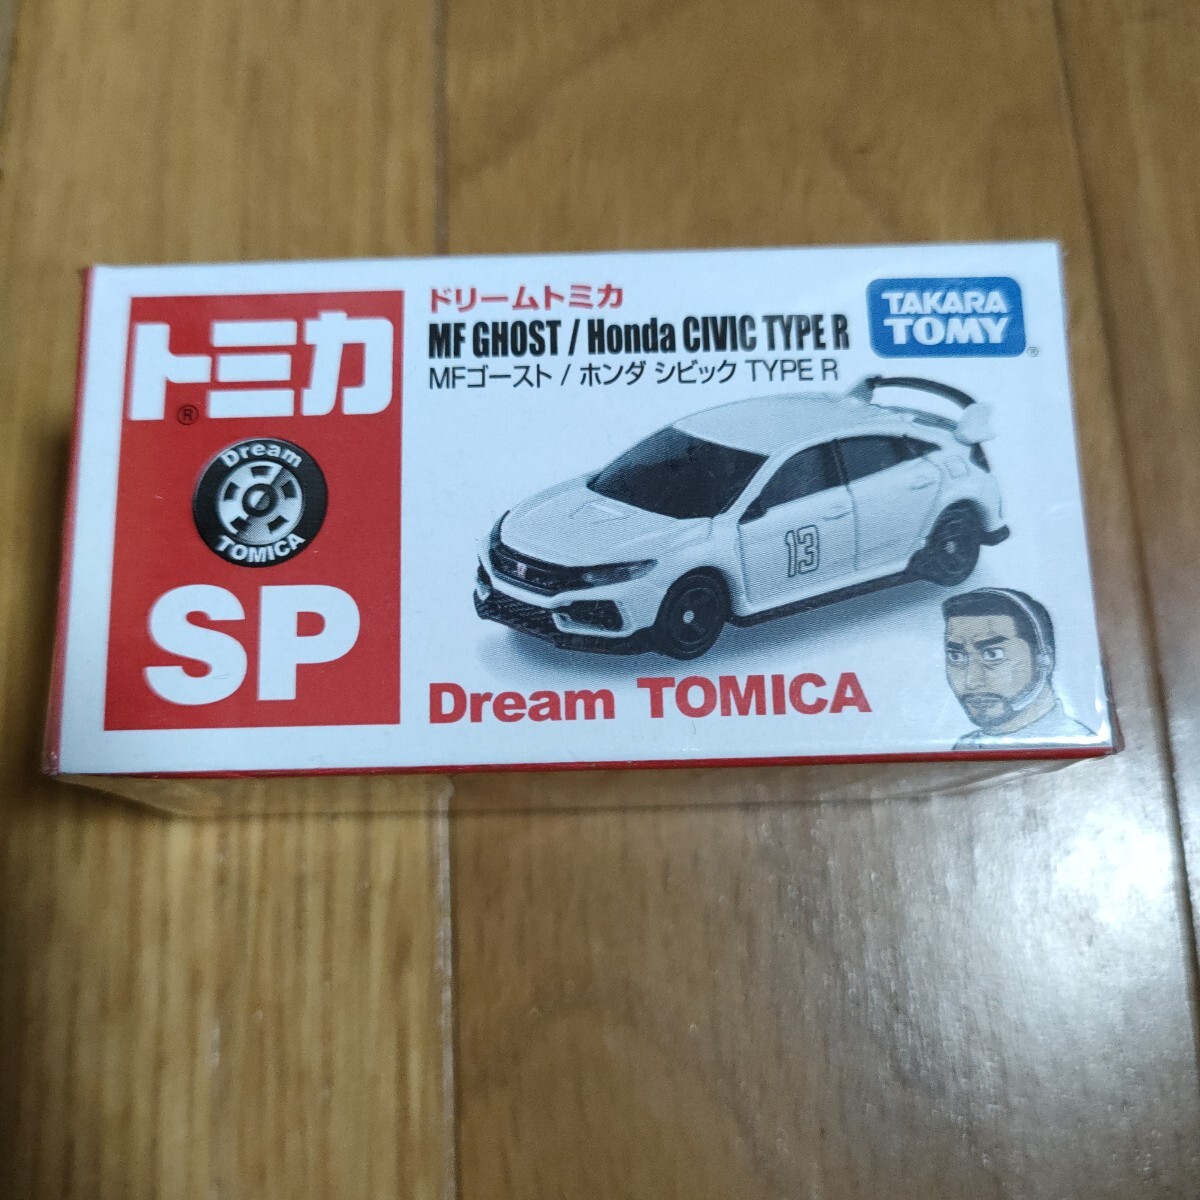 トミカ
®
Dream
TOMICA
SP
ドリームトミカ
MF GHOST / Honda CIVIC TYPE R
MFゴースト / ホンダ シビック TYPE R
TAKARA
TOMY
®
13
Dream TOMICA